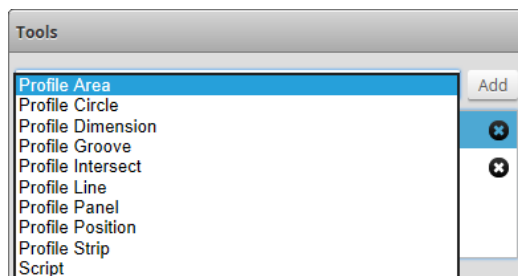 Tools
Profile Area
Add
Profile Circle
Profile Dimension
Profile Groove
Profile Intersect
Profile Line
Profile Panel
Profile Position
Profile Strip
Script